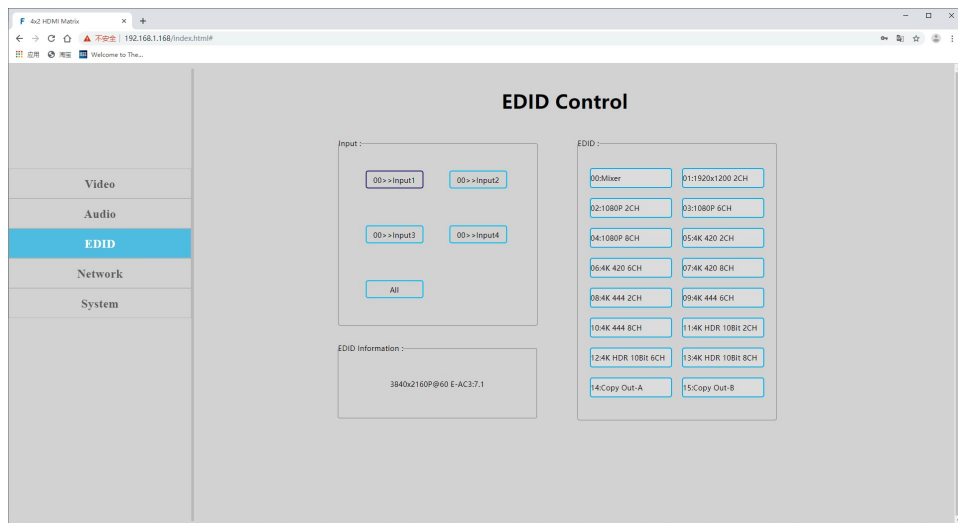 F 4x2 HDMI Matrix
不安全 192.168.1.168/index.html#
应用 淘宝 Welcome to The...
EDID Control
Video
Audio
EDID
Network
System
Input :
00>>Input1 00>>Input2
00>>Input3 00>>Input4
All
EDID Information :
3840x2160P@60 E-AC3:7.1
EDID :
00:Mixer 01:1920x1200 2CH
02:1080P 2CH 03:1080P 6CH
04:1080P 8CH 05:4K 420 2CH
06:4K 420 6CH 07:4K 420 8CH
08:4K 444 2CH 09:4K 444 6CH
10:4K 444 8CH 11:4K HDR 10Bit 2CH
12:4K HDR 10Bit 6CH 13:4K HDR 10Bit 8CH
14:Copy Out-A 15:Copy Out-B